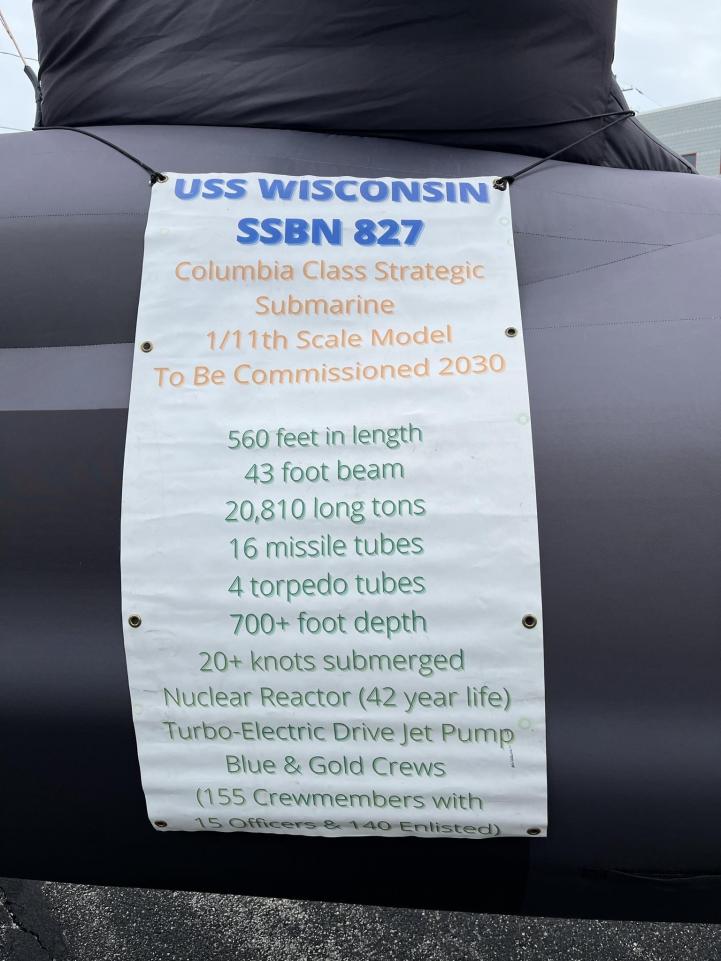 USS WISCONSIN
SSBN 827
Columbia Class Strategic
Submarine
1/11th Scale Model
To Be Commissioned 2030
560 feet in length
43 foot beam
20,810 long tons
16 missile tubes
4 torpedo tubes
700+ foot depth
20+ knots submerged
Nuclear Reactor (42 year life)
Turbo-Electric Drive Jet Pump
Blue & Gold Crews
(155 Crewmembers with
15 Officers & 140 Enlisted)